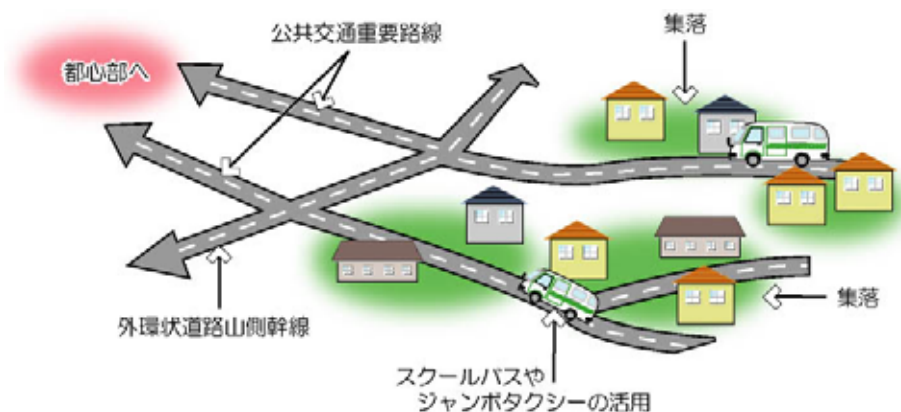 公共交通重要路線
集落
都心部へ
外環状道路山側幹線
集落
スクールバスや
ジャンボタクシーの活用